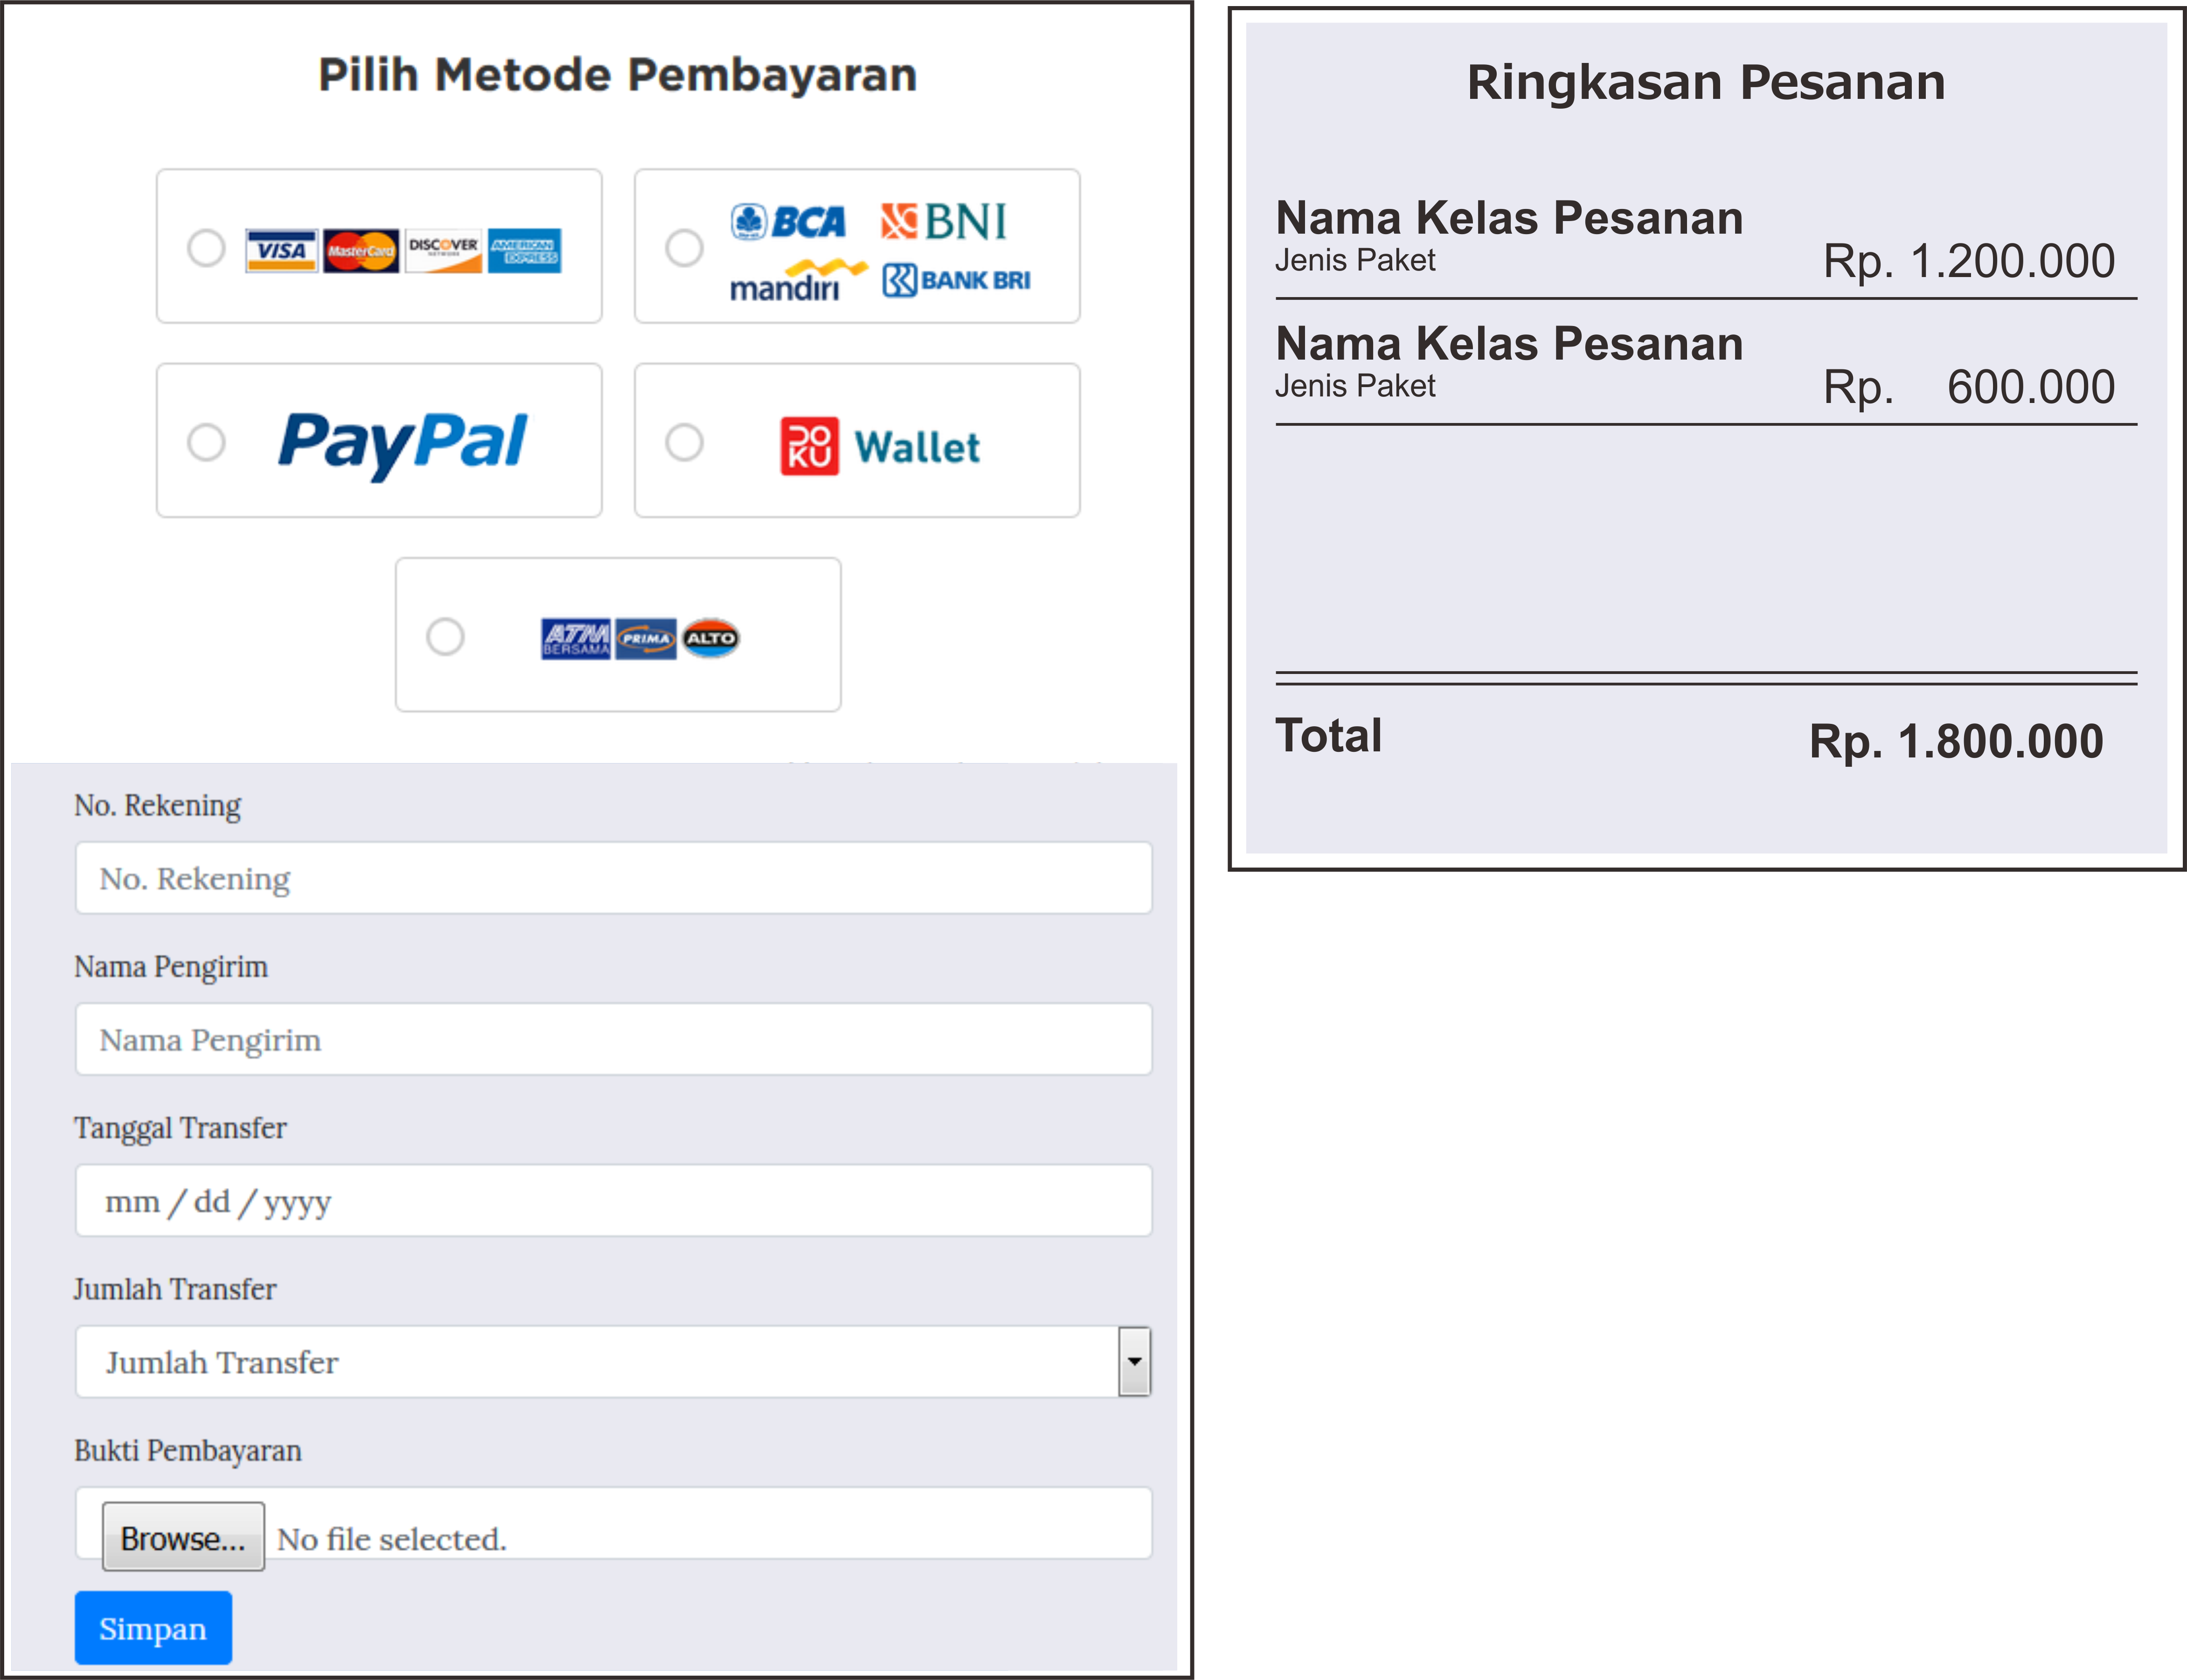 Pilih Metode Pembayaran
VISA MasterCard DISCOVER NETWORK AMERICAN EXPRESS
BCA BNI
mandiri BANK BRI
PayPal
DOKU Wallet
ATM BERSAMA PRIMA ALTO
No. Rekening
No. Rekening
Nama Pengirim
Nama Pengirim
Tanggal Transfer
mm / dd / yyyy
Jumlah Transfer
Jumlah Transfer
Bukti Pembayaran
Browse... No file selected.
Simpan
Ringkasan Pesanan
Nama Kelas Pesanan
Jenis Paket Rp. 1.200.000
Nama Kelas Pesanan
Jenis Paket Rp. 600.000
Total Rp. 1.800.000